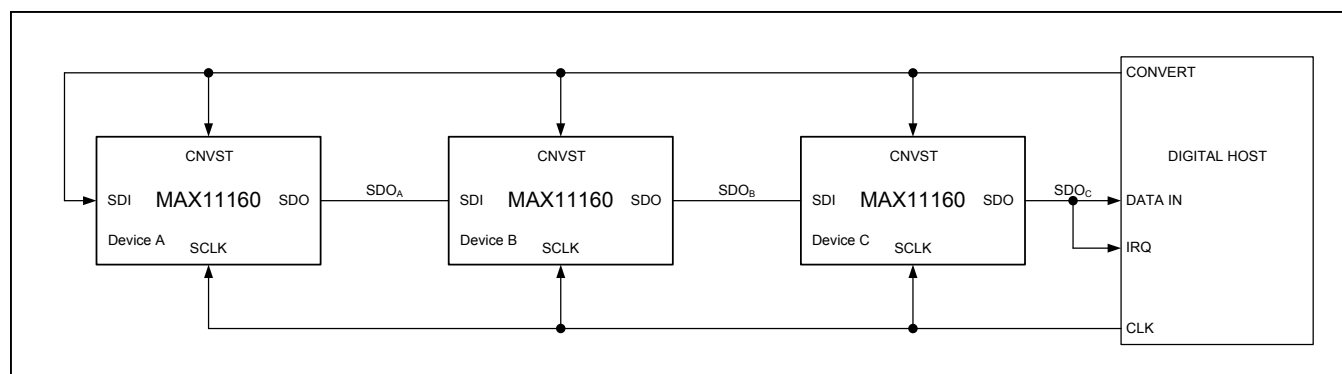 CONVERT
CNVST CNVST CNVST DIGITAL HOST
SDI MAX11160 SDO SDOA SDI MAX11160 SDO SDOB SDI MAX11160 SDO SDOC DATA IN
Device A Device B Device C
SCLK SCLK SCLK IRQ
CLK